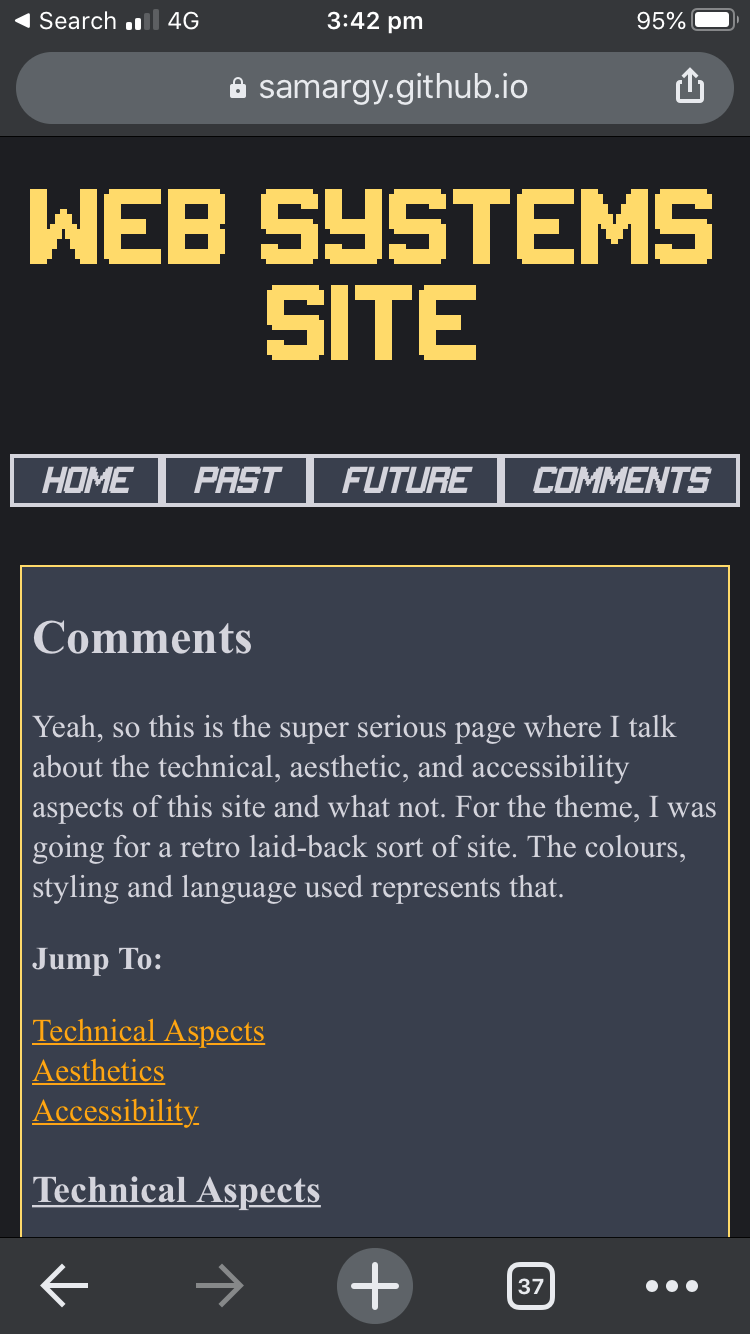 Search 4G 3:42 pm 95%
samargy.github.io
WEB SYSTEMS
SITE
HOME PAST FUTURE COMMENTS
Comments
Yeah, so this is the super serious page where I talk
about the technical, aesthetic, and accessibility
aspects of this site and what not. For the theme, I was
going for a retro laid-back sort of site. The colours,
styling and language used represents that.
Jump To:
Technical Aspects
Aesthetics
Accessibility
Technical Aspects
37